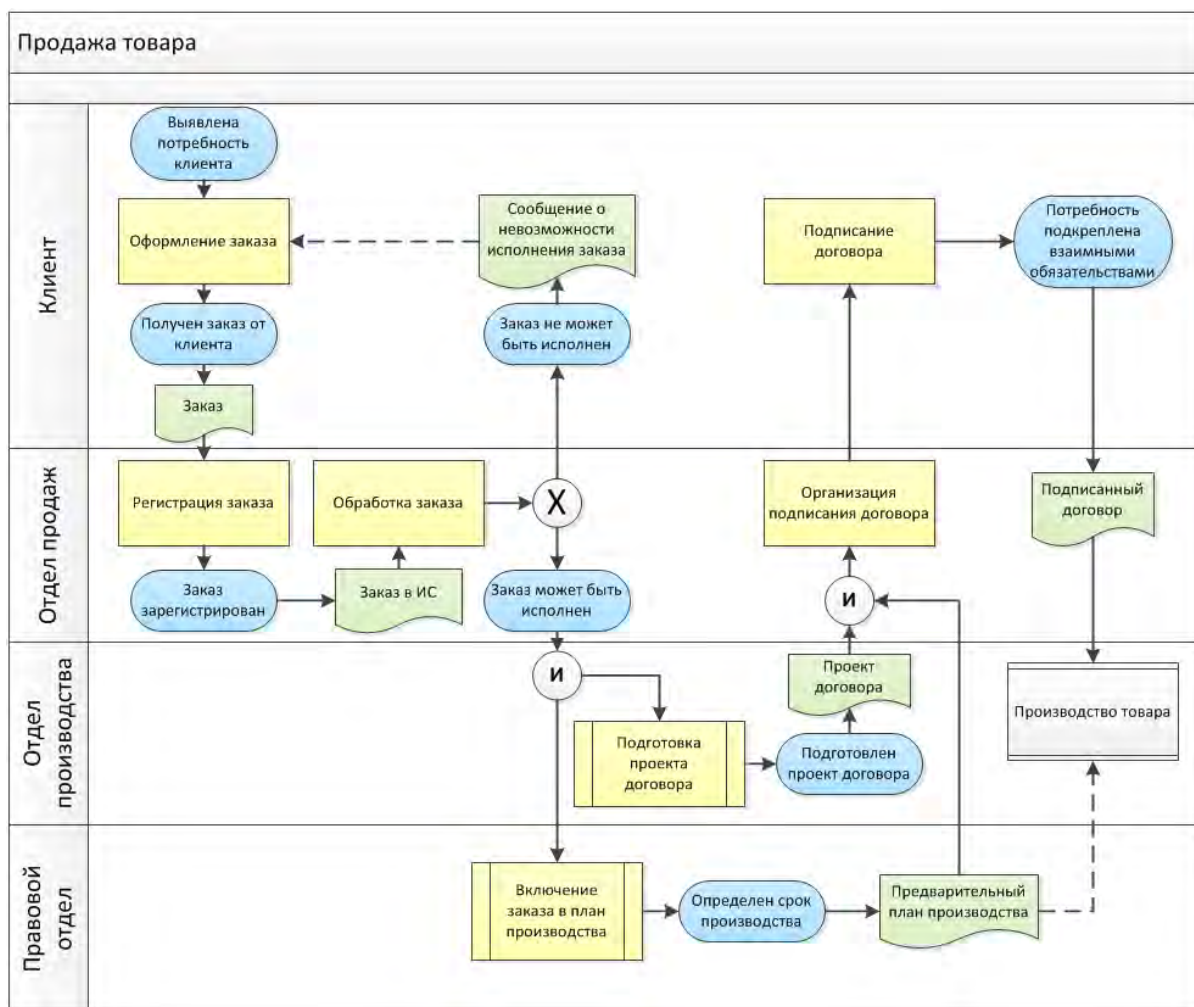 Продажа товара
Клиент
Выявлена
потребность
клиента
Оформление заказа
Получен заказ от
клиента
Заказ
Сообщение о
невозможности
исполнения заказа
Заказ не может
быть исполнен
Подписание
договора
Потребность
подкреплена
взаимными
обязательствами
Отдел продаж
Регистрация заказа
Заказ
зарегистрирован
Обработка заказа
Заказ в ИС
X
Заказ может быть
исполнен
Организация
подписания договора
и
Подписанный
договор
Отдел
производства
и
Подготовка
проекта
договора
Проект
договора
Подготовлен
проект договора
Производство товара
Правовой
отдел
Включение
заказа в план
производства
Определен срок
производства
Предварительный
план производства